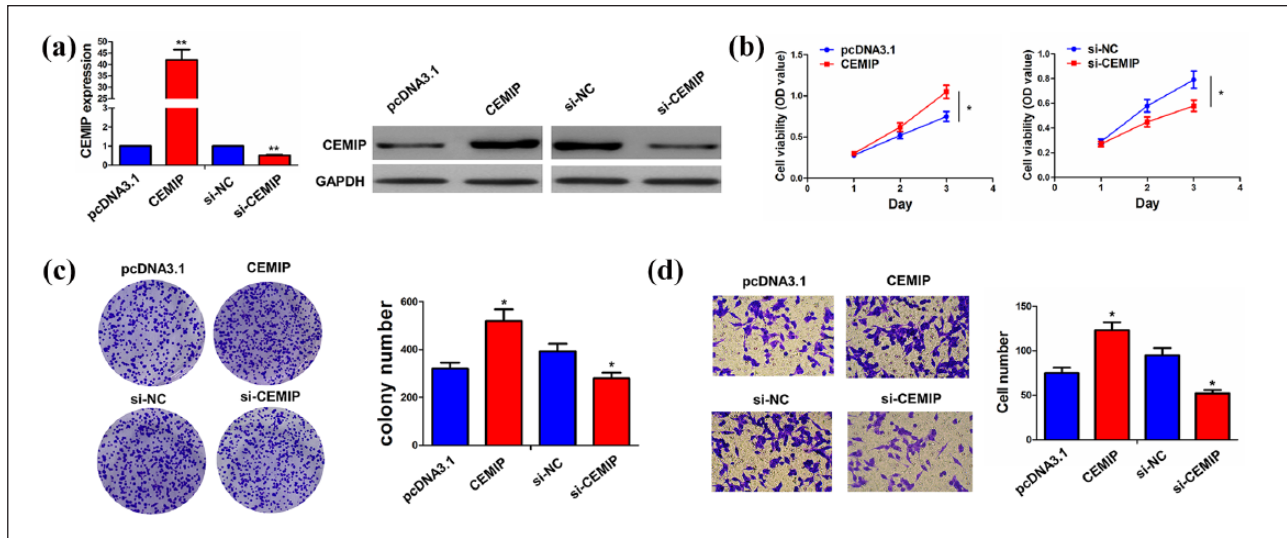 (a)
CEMIP expression
50
45
40
35
30
25
20
15
10
5
2
1
0
**
**
pcDNA3.1
CEMIP
si-NC
si-CEMIP
pcDNA3.1
CEMIP
si-NC
si-CEMIP
CEMIP
GAPDH
(b)
pcDNA3.1
CEMIP
Cell viability (OD value)
1.5
1.0
0.5
0.0
*
0 1 2 3 4
Day
si-NC
si-CEMIP
Cell viability (OD value)
1.0
0.8
0.6
0.4
0.2
0.0
*
0 1 2 3 4
Day
(c)
pcDNA3.1
CEMIP
si-NC
si-CEMIP
colony number
600
400
200
0
*
*
pcDNA3.1
CEMIP
si-NC
si-CEMIP
(d)
pcDNA3.1
CEMIP
si-NC
si-CEMIP
Cell number
150
100
50
0
*
*
pcDNA3.1
CEMIP
si-NC
si-CEMIP